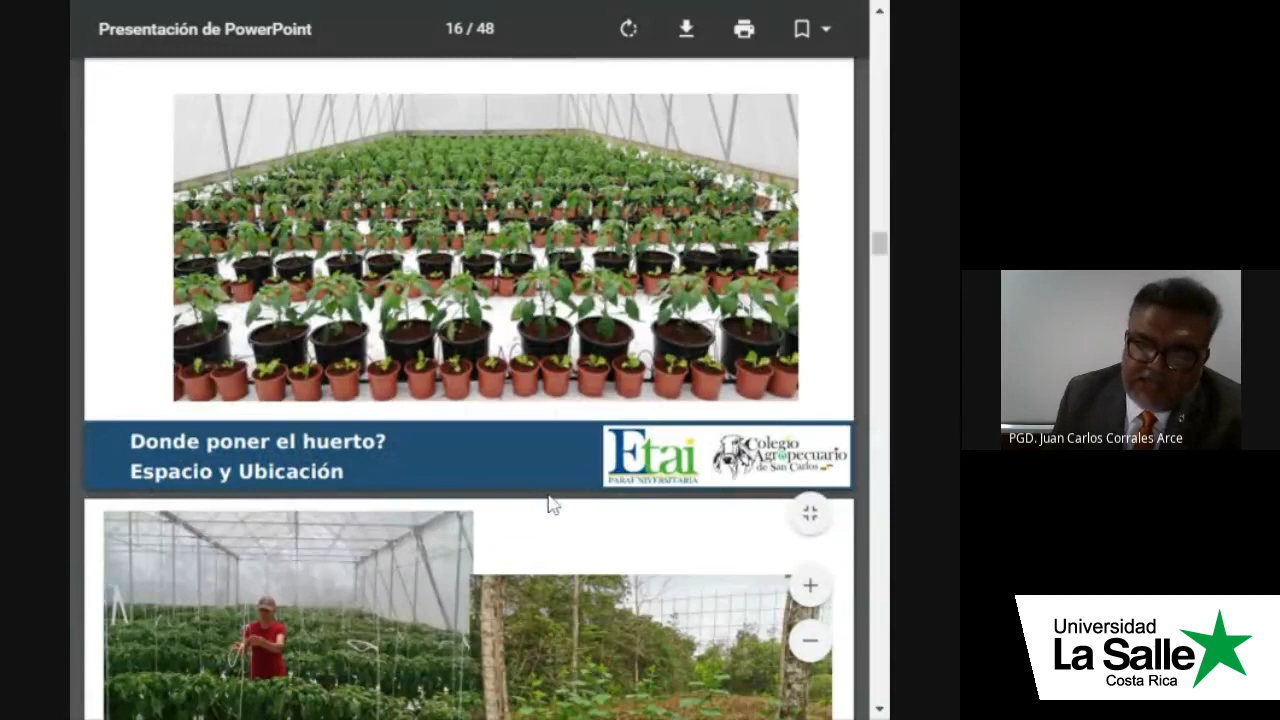 Presentación de PowerPoint
16 / 48
Donde poner el huerto?
Espacio y Ubicación
Etai
PARAUNIVERSITARIA
Colegio
Agropecuario
de San Carlos
PGD. Juan Carlos Corrales Arce
Universidad
La Salle
Costa Rica